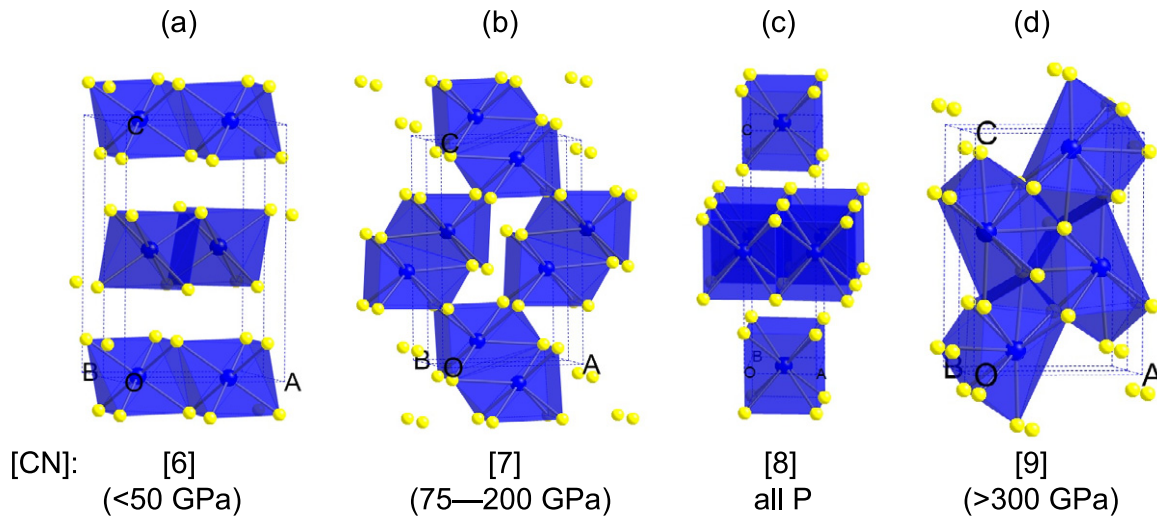 (a) (b) (c) (d)
C C C C
B O A B O A B O A B O A
[CN]: [6] [7] [8] [9]
(<50 GPa) (75—200 GPa) all P (>300 GPa)